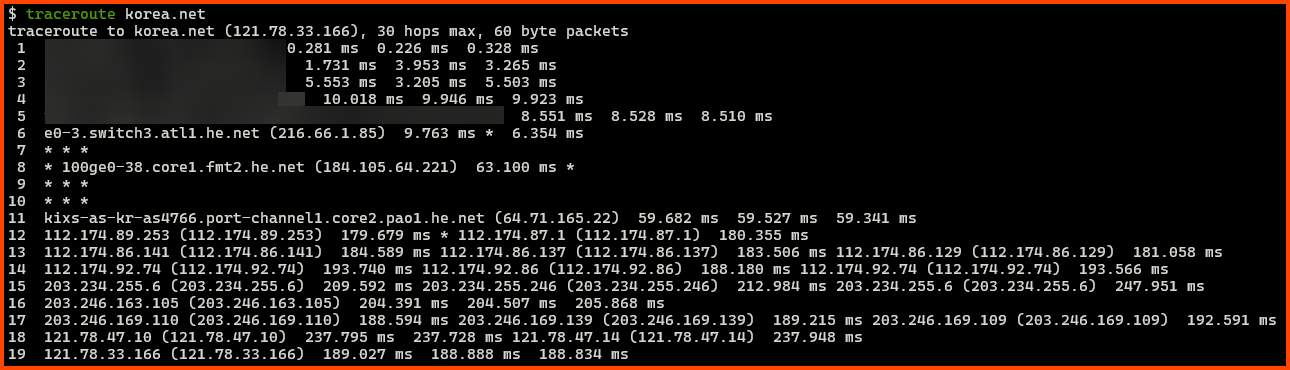 $ traceroute korea.net
traceroute to korea.net (121.78.33.166), 30 hops max, 60 byte packets
1 0.281 ms 0.226 ms 0.328 ms
2 1.731 ms 3.953 ms 3.265 ms
3 5.553 ms 3.205 ms 5.503 ms
4 10.018 ms 9.946 ms 9.923 ms
5 8.551 ms 8.528 ms 8.510 ms
6 e0-3.switch3.atl1.he.net (216.66.1.85) 9.763 ms * 6.354 ms
7 * * *
8 * 100ge0-38.core1.fmt2.he.net (184.105.64.221) 63.100 ms *
9 * * *
10 * * *
11 kixs-as-kr-as4766.port-channel1.core2.pao1.he.net (64.71.165.22) 59.682 ms 59.527 ms 59.341 ms
12 112.174.89.253 (112.174.89.253) 179.679 ms * 112.174.87.1 (112.174.87.1) 180.355 ms
13 112.174.86.141 (112.174.86.141) 184.589 ms 112.174.86.137 (112.174.86.137) 183.506 ms 112.174.86.129 (112.174.86.129) 181.058 ms
14 112.174.92.74 (112.174.92.74) 193.740 ms 112.174.92.86 (112.174.92.86) 188.180 ms 112.174.92.74 (112.174.92.74) 193.566 ms
15 203.234.255.6 (203.234.255.6) 209.592 ms 203.234.255.246 (203.234.255.246) 212.984 ms 203.234.255.6 (203.234.255.6) 247.951 ms
16 203.246.163.105 (203.246.163.105) 204.391 ms 204.507 ms 205.868 ms
17 203.246.169.110 (203.246.169.110) 188.594 ms 203.246.169.139 (203.246.169.139) 189.215 ms 203.246.169.109 (203.246.169.109) 192.591 ms
18 121.78.47.10 (121.78.47.10) 237.795 ms 237.728 ms 121.78.47.14 (121.78.47.14) 237.948 ms
19 121.78.33.166 (121.78.33.166) 189.027 ms 188.888 ms 188.834 ms